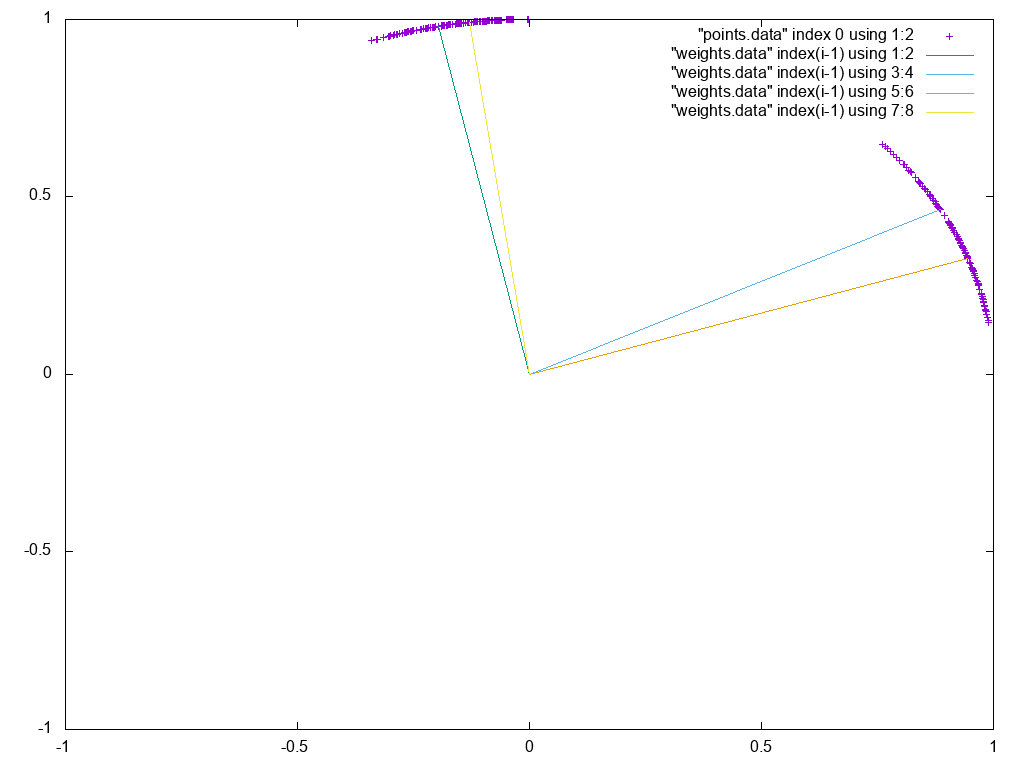 1
"points.data" index 0 using 1:2
"weights.data" index(i-1) using 1:2
"weights.data" index(i-1) using 3:4
"weights.data" index(i-1) using 5:6
"weights.data" index(i-1) using 7:8
0.5
0
-0.5
-1
-1 -0.5 0 0.5 1